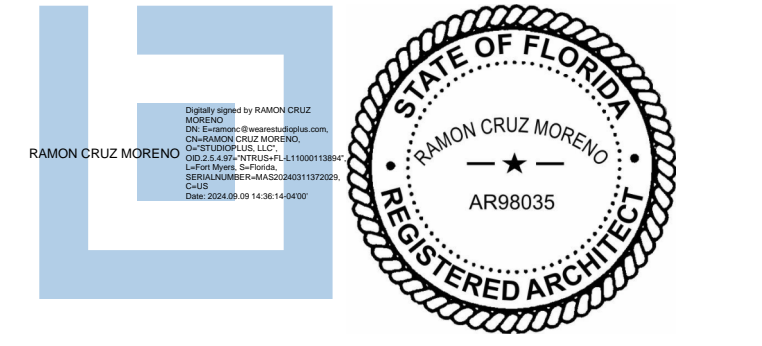 RAMON CRUZ MORENO
Digitally signed by RAMON CRUZ
MORENO
DN: E=ramonc@wearestudioplus.com,
CN=RAMON CRUZ MORENO,
O="STUDIOPLUS, LLC",
OID.2.5.4.97="NTRUS+FL-L11000113894",
L=Fort Myers, S=Florida,
SERIALNUMBER=MAS20240311372029,
C=US
Date: 2024.09.09 14:36:14-04'00'
STATE OF FLORIDA
RAMON CRUZ MORENO
AR98035
REGISTERED ARCHITECT